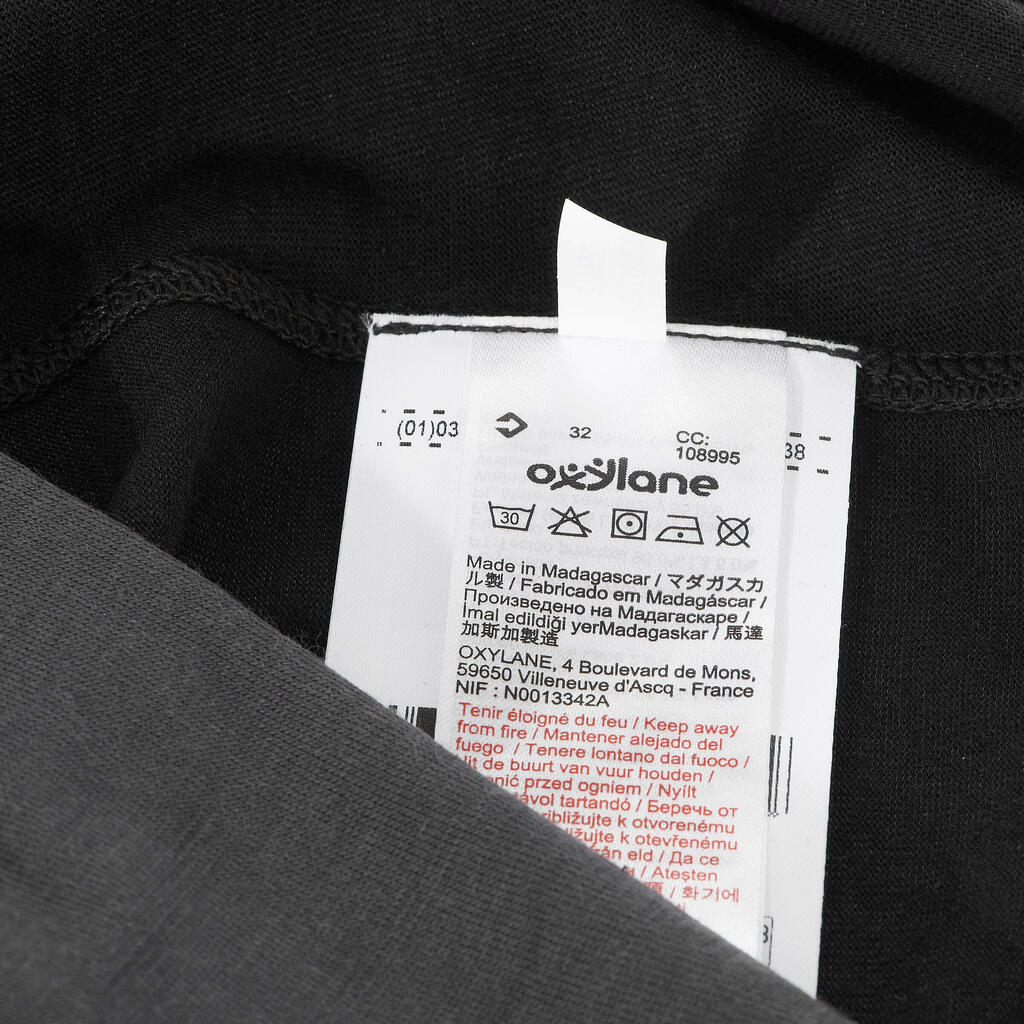 (01)03
32
CC:
108995
38
oxylane
30
Made in Madagascar / マダガスカ
ル製 / Fabricado em Madagáscar /
Произведено на Мадагаскаре /
İmal edildiği yerMadagaskar / 馬達
加斯加製造
OXYLANE, 4 Boulevard de Mons,
59650 Villeneuve d'Ascq - France
NIF : N0013342A
Tenir éloigné du feu / Keep away
from fire / Mantener alejado del
fuego / Tenere lontano dal fuoco /
uit de buurt van vuur houden /
przed ogniem / Nyílt
távol tartandó / Беречь от
k otvorenému
k otevřenému
eld / Да се
/ Atesten
/ 화기에